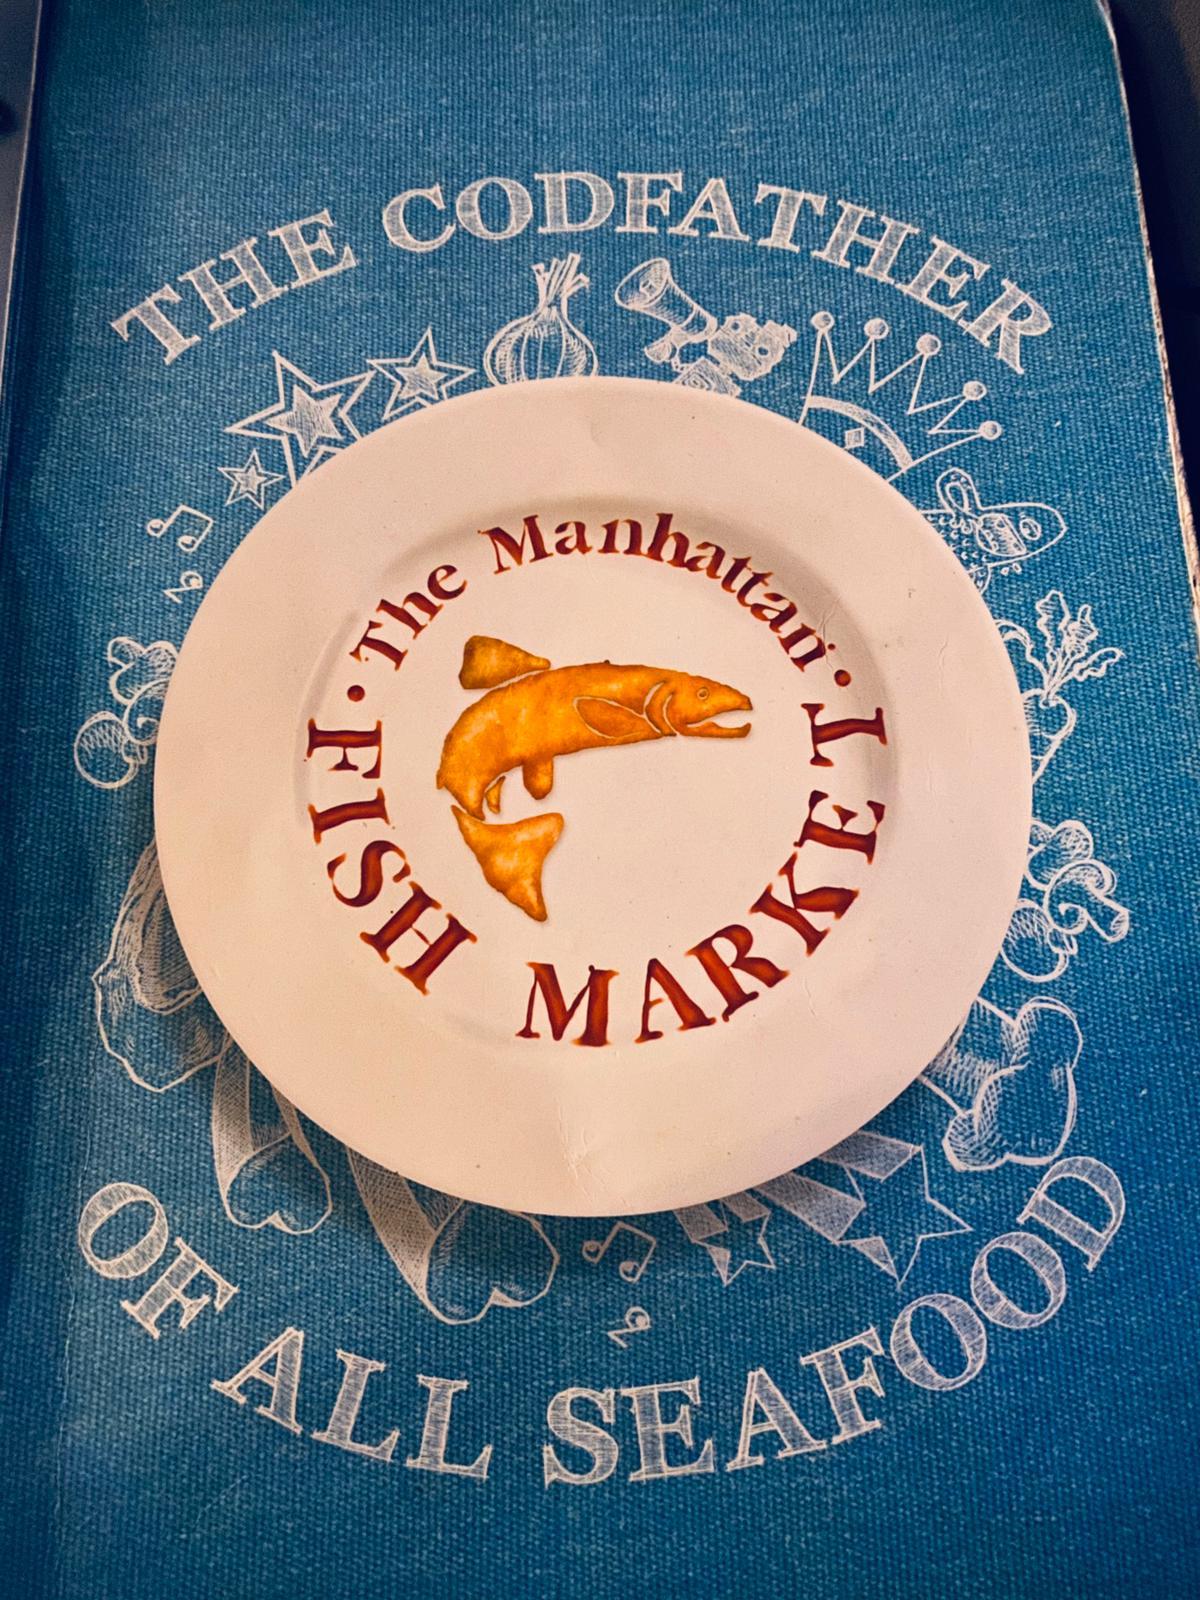 THE CODFATHER
The Manhattan
FISH MARKET
OF ALL SEAFOOD